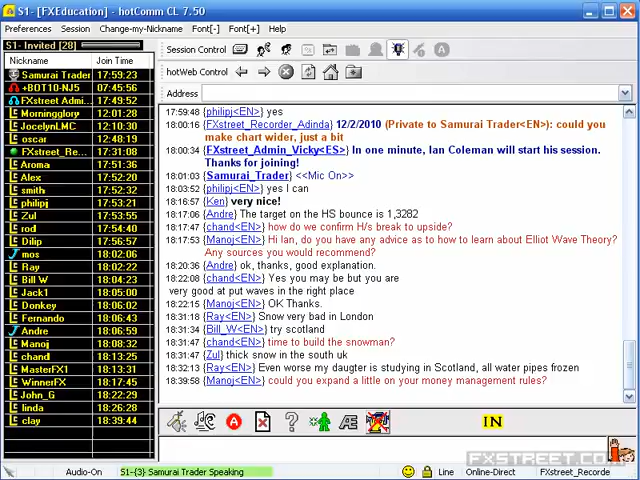 S1- [FXEducation] - hotComm CL 7.50
Preferences Session Change-my-Nickname Font[-] Font[+] Help
S1- Invited [28]
Nickname Join Time
Samurai Trader 17:59:23
+BOT10-NJ5 07:45:56
FXstreet Admi... 17:49:52
Morningglory 12:01:28
JocelynLMC 12:10:30
oscar 12:48:19
FXstreet_Re... 17:31:08
Aroma 17:51:36
Alex 17:52:20
smith 17:52:32
philipj 17:53:21
Zul 17:53:55
rod 17:54:40
Dilip 17:56:57
mos 18:02:06
Ray 18:02:22
Bill W 18:04:23
Jack1 18:05:00
Donkey 18:06:12
Fernando 18:06:43
Andre 18:06:59
Manoj 18:08:32
chand 18:13:25
MasterFX1 18:13:31
WinnerFX 18:17:45
John_G 18:22:29
linda 18:26:28
clay 18:39:44
Session Control
hotWeb Control
Address
17:59:48 {philipj<EN>} yes
18:00:16 {FXstreet_Recorder_Adinda} 12/2/2010 (Private to Samurai Trader<EN>): could you
make chart wider, just a bit
18:00:34 {FXstreet_Admin_Vicky<ES>} In one minute, Ian Coleman will start his session.
Thanks for joining!
18:01:03 {Samurai_Trader} <<Mic On>>
18:03:52 {philipj<EN>} yes I can
18:16:57 {Ken} very nice!
18:17:06 {Andre} The target on the HS bounce is 1,3282
18:17:06 {chand<EN>} how do we confirm H/s break to upside?
18:17:53 {Manoj<EN>} Hi Ian, do you have any advice as to how to learn about Elliot Wave Theory?
Any sources you would recommend?
18:20:36 {Andre} ok, thanks, good explanation.
18:22:08 {chand<EN>} Yes you may be but you are
very good at put waves in the right place
18:22:15 {Manoj<EN>} OK Thanks.
18:31:18 {Ray<EN>} Snow very bad in London
18:31:34 {Bill_W<EN>} try scotland
18:31:47 {chand<EN>} time to build the snowman?
18:31:47 {Zul} thick snow in the south uk
18:32:13 {Ray<EN>} Even worse my daugter is studying in Scotland, all water pipes frozen
18:39:58 {Manoj<EN>} could you expand a little on your money management rules?
IN
Audio-On S1-{3} Samurai Trader Speaking Line Online-Direct FXstreet_Recorde
FXSTREET.COM